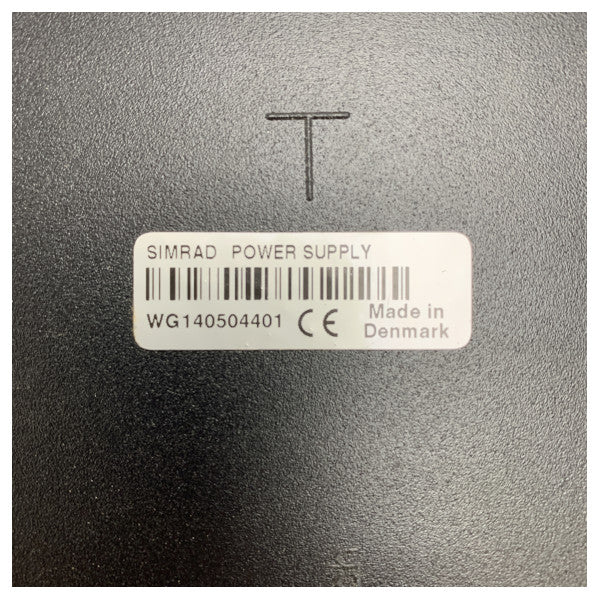 T
SIMRAD POWER SUPPLY
WG140504401 CE Made in
Denmark